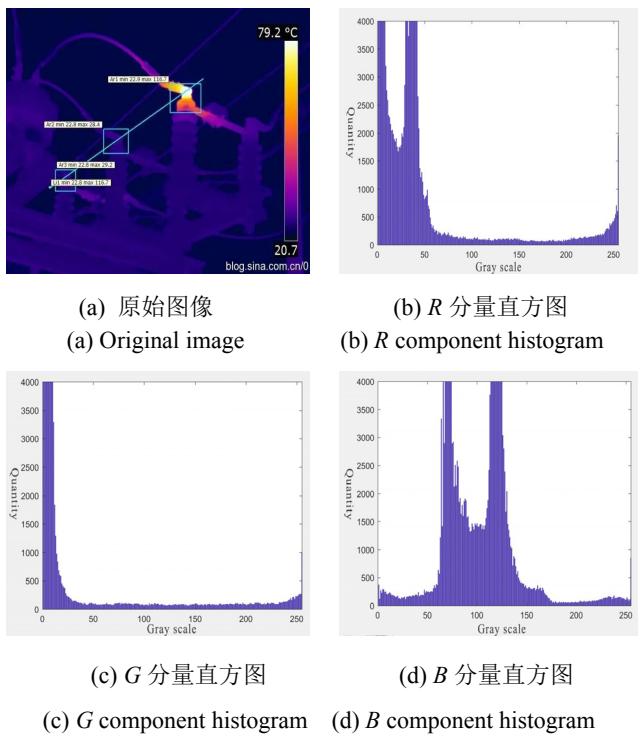 79.2 °C
Ar1 min 22.9 max 116.7
Ar2 min 22.8 max 28.4
Ar3 min 22.8 max 29.2
Li1 min 22.8 max 116.7
20.7
blog.sina.com.cn/0
4000
3500
3000
2500
2000
1500
1000
500
0
Quantity
0 50 100 150 200 250
Gray scale
(a) 原始图像
(b) R 分量直方图
(a) Original image
(b) R component histogram
4000
3500
3000
2500
2000
1500
1000
500
0
Quantity
0 50 100 150 200 250
Gray scale
4000
3500
3000
2500
2000
1500
1000
500
0
Quantity
0 50 100 150 200 250
Gray scale
(c) G 分量直方图
(d) B 分量直方图
(c) G component histogram
(d) B component histogram